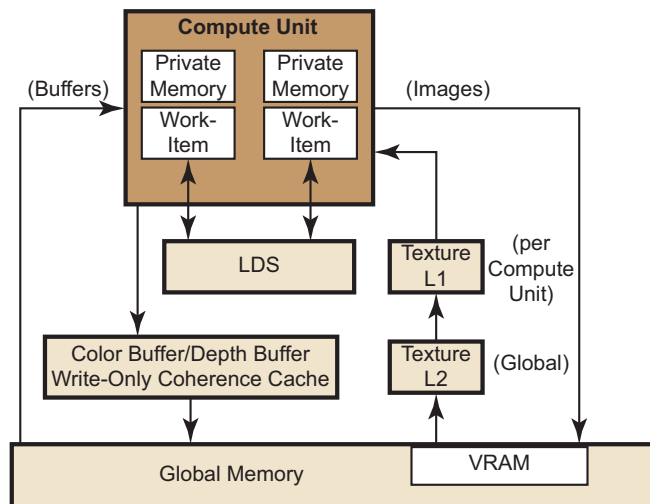 Compute Unit
Private
Memory
Private
Memory
(Buffers)
(Images)
Work-
Item
Work-
Item
LDS
Texture
L1
(per
Compute
Unit)
Color Buffer/Depth Buffer
Write-Only Coherence Cache
Texture
L2
(Global)
Global Memory
VRAM